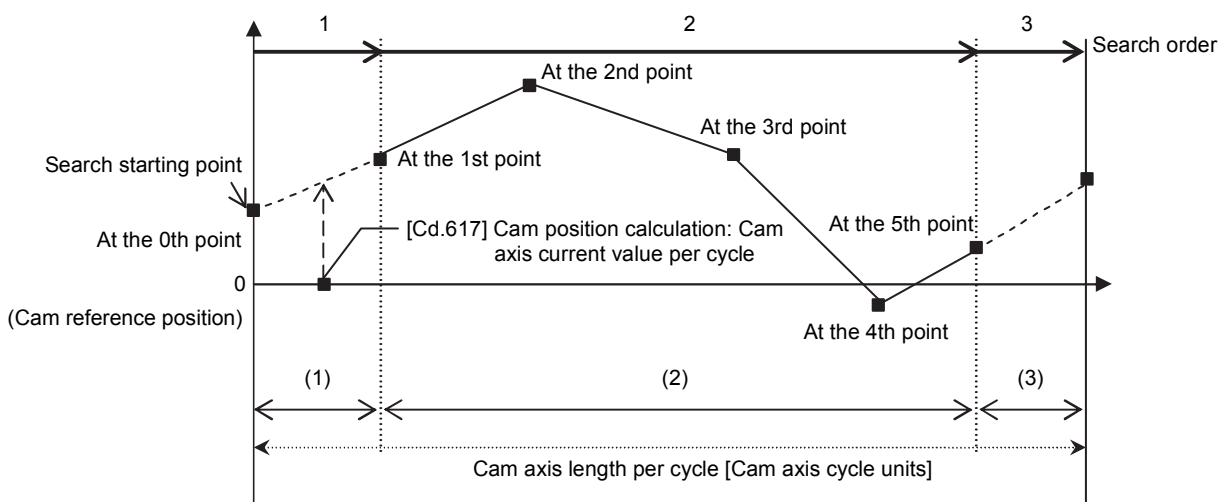 1
2
3
Search order
At the 2nd point
At the 3rd point
Search starting point
At the 1st point
At the 0th point
[Cd.617] Cam position calculation: Cam
axis current value per cycle
At the 5th point
0
(Cam reference position)
At the 4th point
(1)
(2)
(3)
Cam axis length per cycle [Cam axis cycle units]